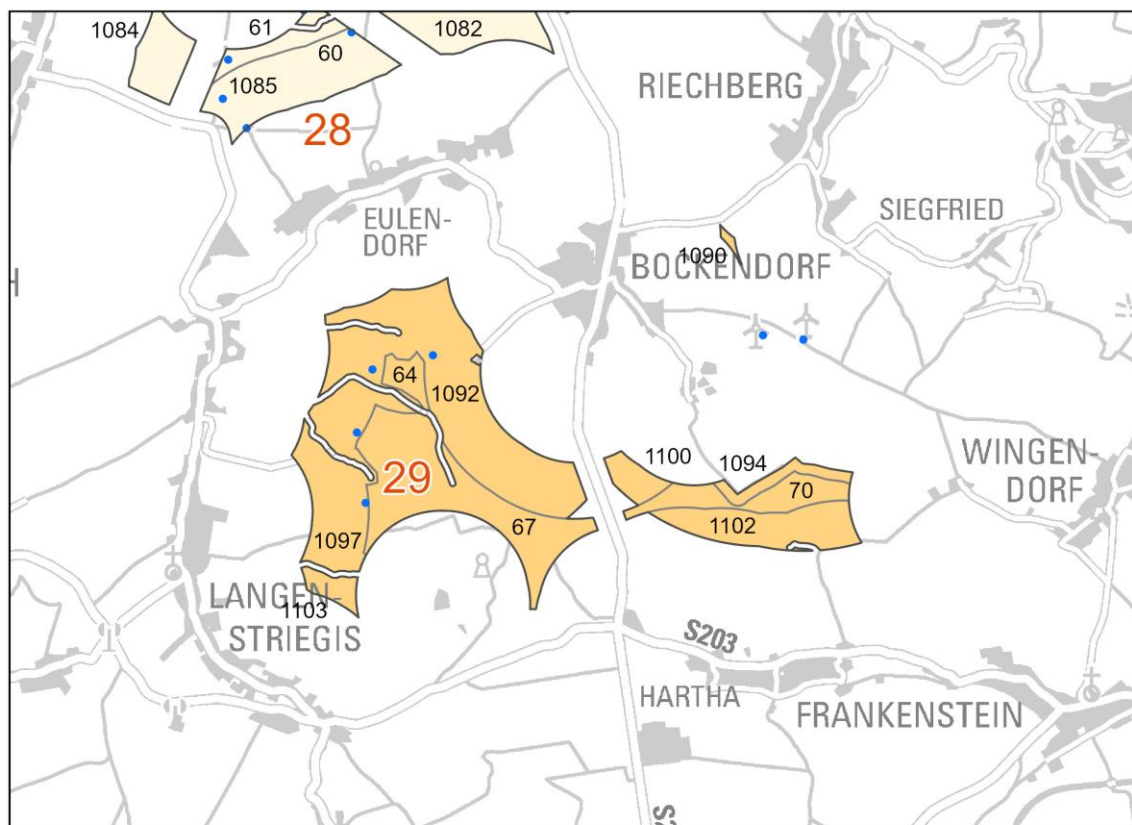 1084
61
60
1082
1085
28
RIECHBERG
EULEN-
DORF
SIEGFRIED
1090
BOCKENDORF
H
64
1092
29
1100
1094
70
WINGEN-
DORF
67
1102
1097
LANGEN-
1103
STRIEGIS
S203
HARTHA
FRANKENSTEIN